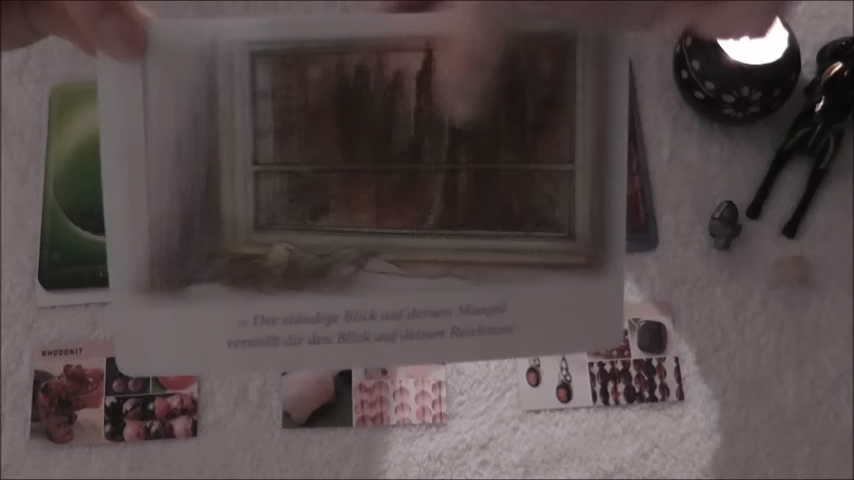 » Der ständige Blick auf deinen Mangel
verstellt dir den Blick auf deinen Reichtum
RHODONIT